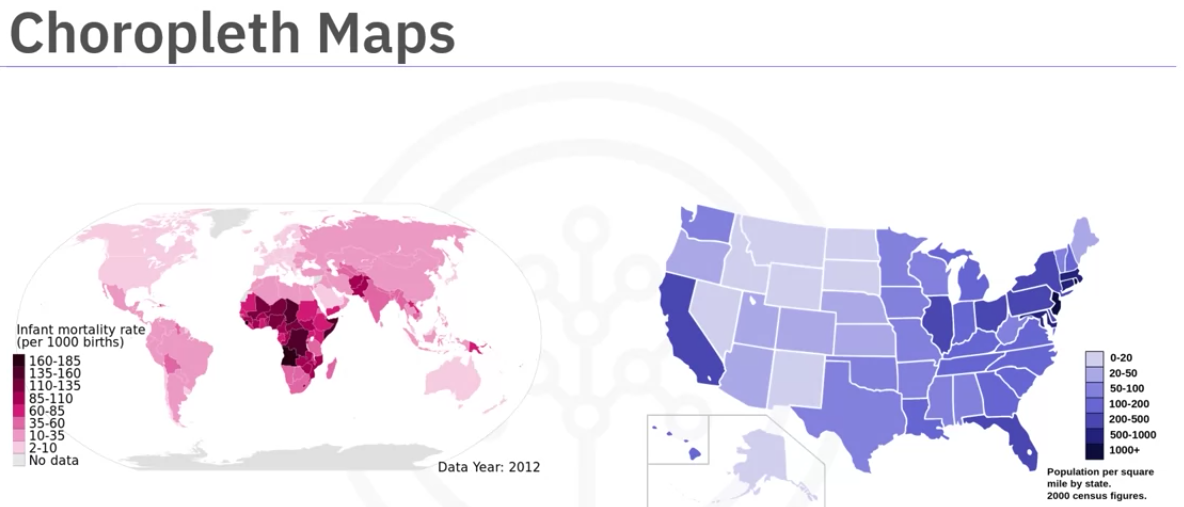 Choropleth Maps
Infant mortality rate
(per 1000 births)
160-185
135-160
110-135
85-110
60-85
35-60
10-35
2-10
No data
Data Year: 2012
0-20
20-50
50-100
100-200
200-500
500-1000
1000+
Population per square
mile by state.
2000 census figures.